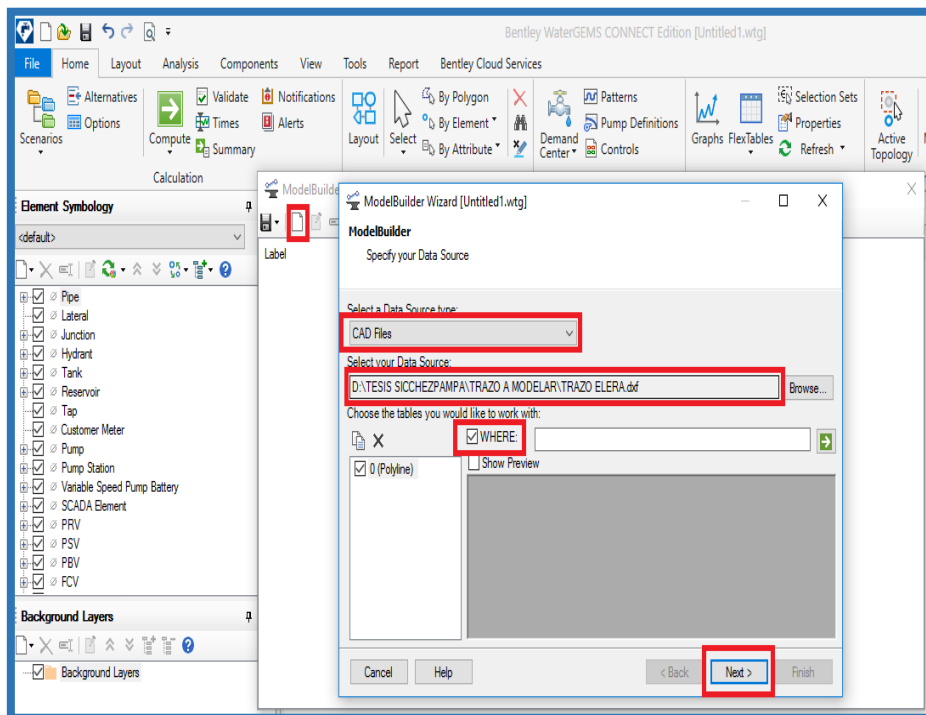 Bentley WaterGEMS CONNECT Edition [Untitled1.wtg]
File Home Layout Analysis Components View Tools Report Bentley Cloud Services
Scenarios
Alternatives
Options
Compute
Validate
Times
Summary
Notifications
Alerts
Calculation
Layout
Select
By Polygon
By Element
By Attribute
Demand
Center
Patterns
Pump Definitions
Controls
Graphs
FlexTables
Selection Sets
Properties
Refresh
Active
Topology
Element Symbology
<default>
Pipe
Lateral
Junction
Hydrant
Tank
Reservoir
Tap
Customer Meter
Pump
Pump Station
Variable Speed Pump Battery
SCADA Element
PRV
PSV
PBV
FCV
Background Layers
Background Layers
ModelBuilder
Label
ModelBuilder Wizard [Untitled1.wtg]
ModelBuilder
Specify your Data Source
Select a Data Source type:
CAD Files
Select your Data Source:
D:\TESIS SICCHEZPAMPA\TRAZO A MODELAR\TRAZO ELERA.dxf
Browse...
Choose the tables you would like to work with:
WHERE:
0 (Polyline)
Show Preview
Cancel Help < Back Next > Finish